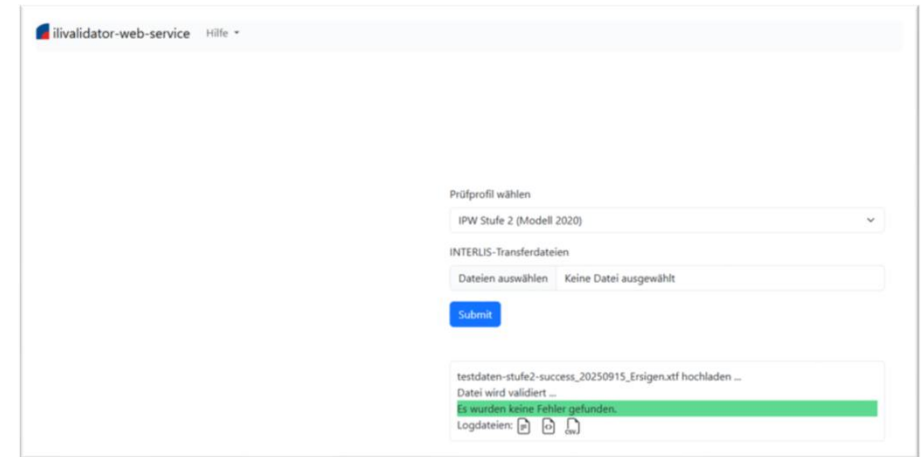 ilivalidator-web-service Hilfe
Prüfprofil wählen
IPW Stufe 2 (Modell 2020)
INTERLIS-Transferdateien
Dateien auswählen Keine Datei ausgewählt
Submit
testdaten-stufe2-success_20250915_Ersigen.xtf hochladen ...
Datei wird validiert ...
Es wurden keine Fehler gefunden.
Logdateien: CSV